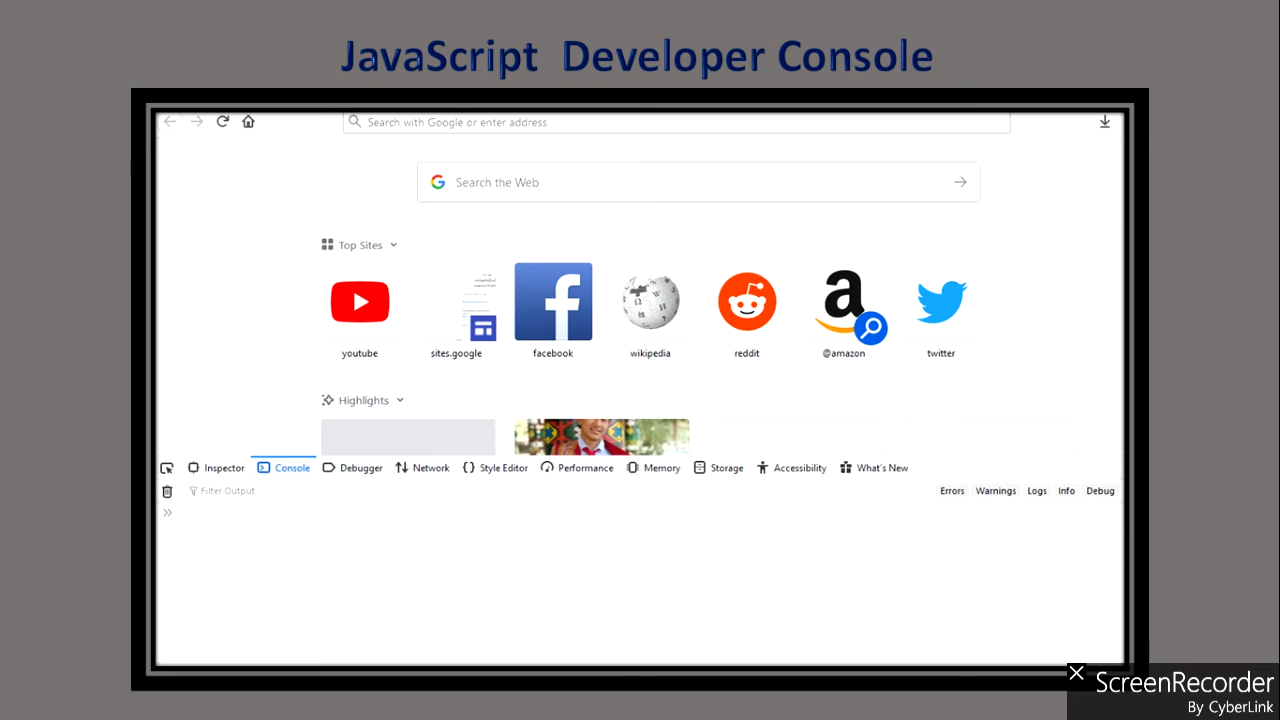 JavaScript Developer Console
Search with Google or enter address
Search the Web
Top Sites
youtube sites.google facebook wikipedia reddit @amazon twitter
Highlights
Inspector Console Debugger Network Style Editor Performance Memory Storage Accessibility What's New
Filter Output Errors Warnings Logs Info Debug
ScreenRecorder
By CyberLink